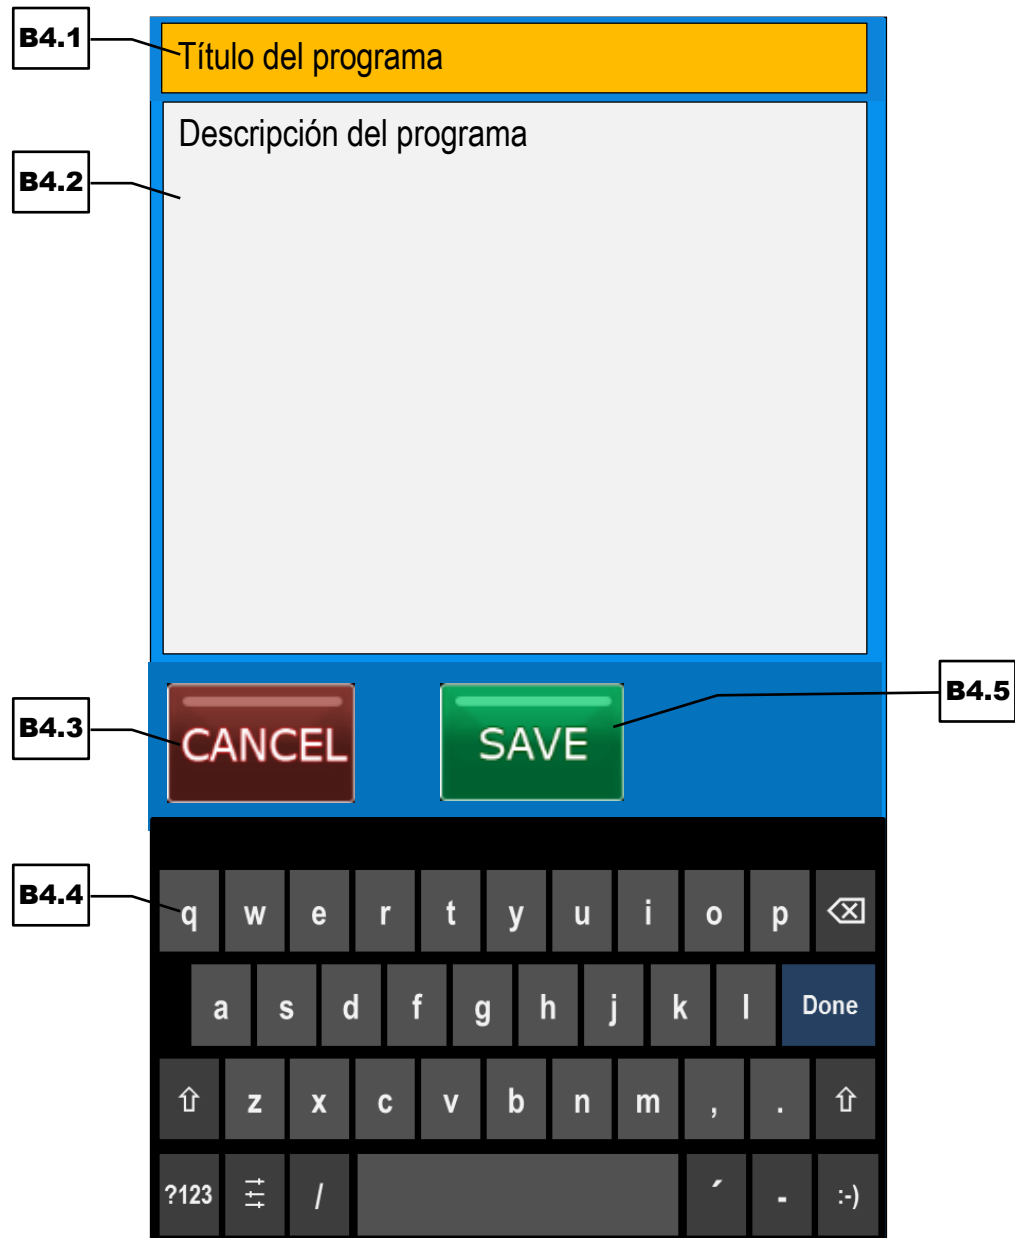 B4.1
Título del programa
Descripción del programa
B4.2
B4.5
B4.3
CANCEL
SAVE
B4.4
q w e r t y u i o p
a s d f g h j k l Done
z x c v b n m , .
?123 / ´ - :-)